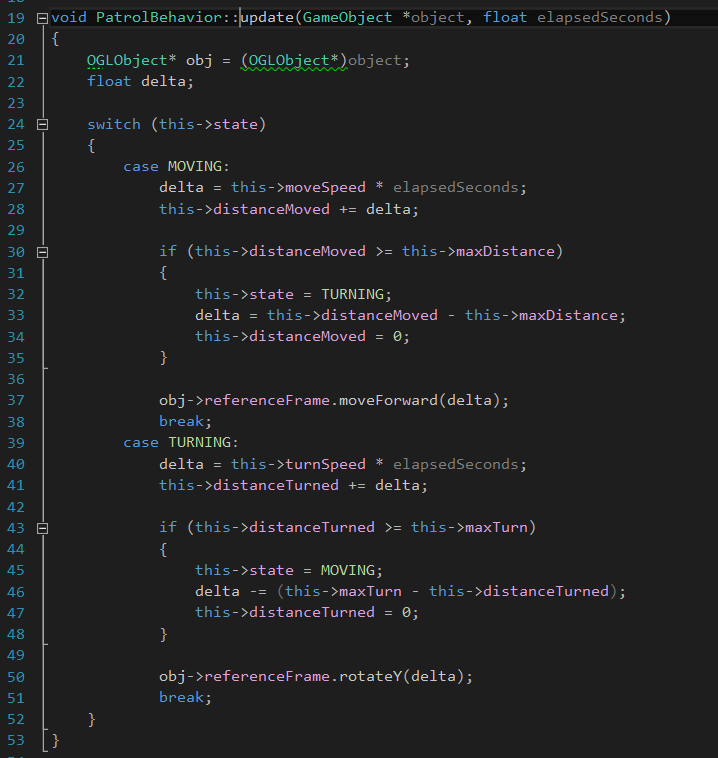 19 void PatrolBehavior::update(GameObject *object, float elapsedSeconds)
20 {
21     OGLObject* obj = (OGLObject*)object;
22     float delta;
23
24     switch (this->state)
25     {
26         case MOVING:
27             delta = this->moveSpeed * elapsedSeconds;
28             this->distanceMoved += delta;
29
30             if (this->distanceMoved >= this->maxDistance)
31             {
32                 this->state = TURNING;
33                 delta = this->distanceMoved - this->maxDistance;
34                 this->distanceMoved = 0;
35             }
36
37             obj->referenceFrame.moveForward(delta);
38             break;
39         case TURNING:
40             delta = this->turnSpeed * elapsedSeconds;
41             this->distanceTurned += delta;
42
43             if (this->distanceTurned >= this->maxTurn)
44             {
45                 this->state = MOVING;
46                 delta -= (this->maxTurn - this->distanceTurned);
47                 this->distanceTurned = 0;
48             }
49
50             obj->referenceFrame.rotateY(delta);
51             break;
52     }
53 }